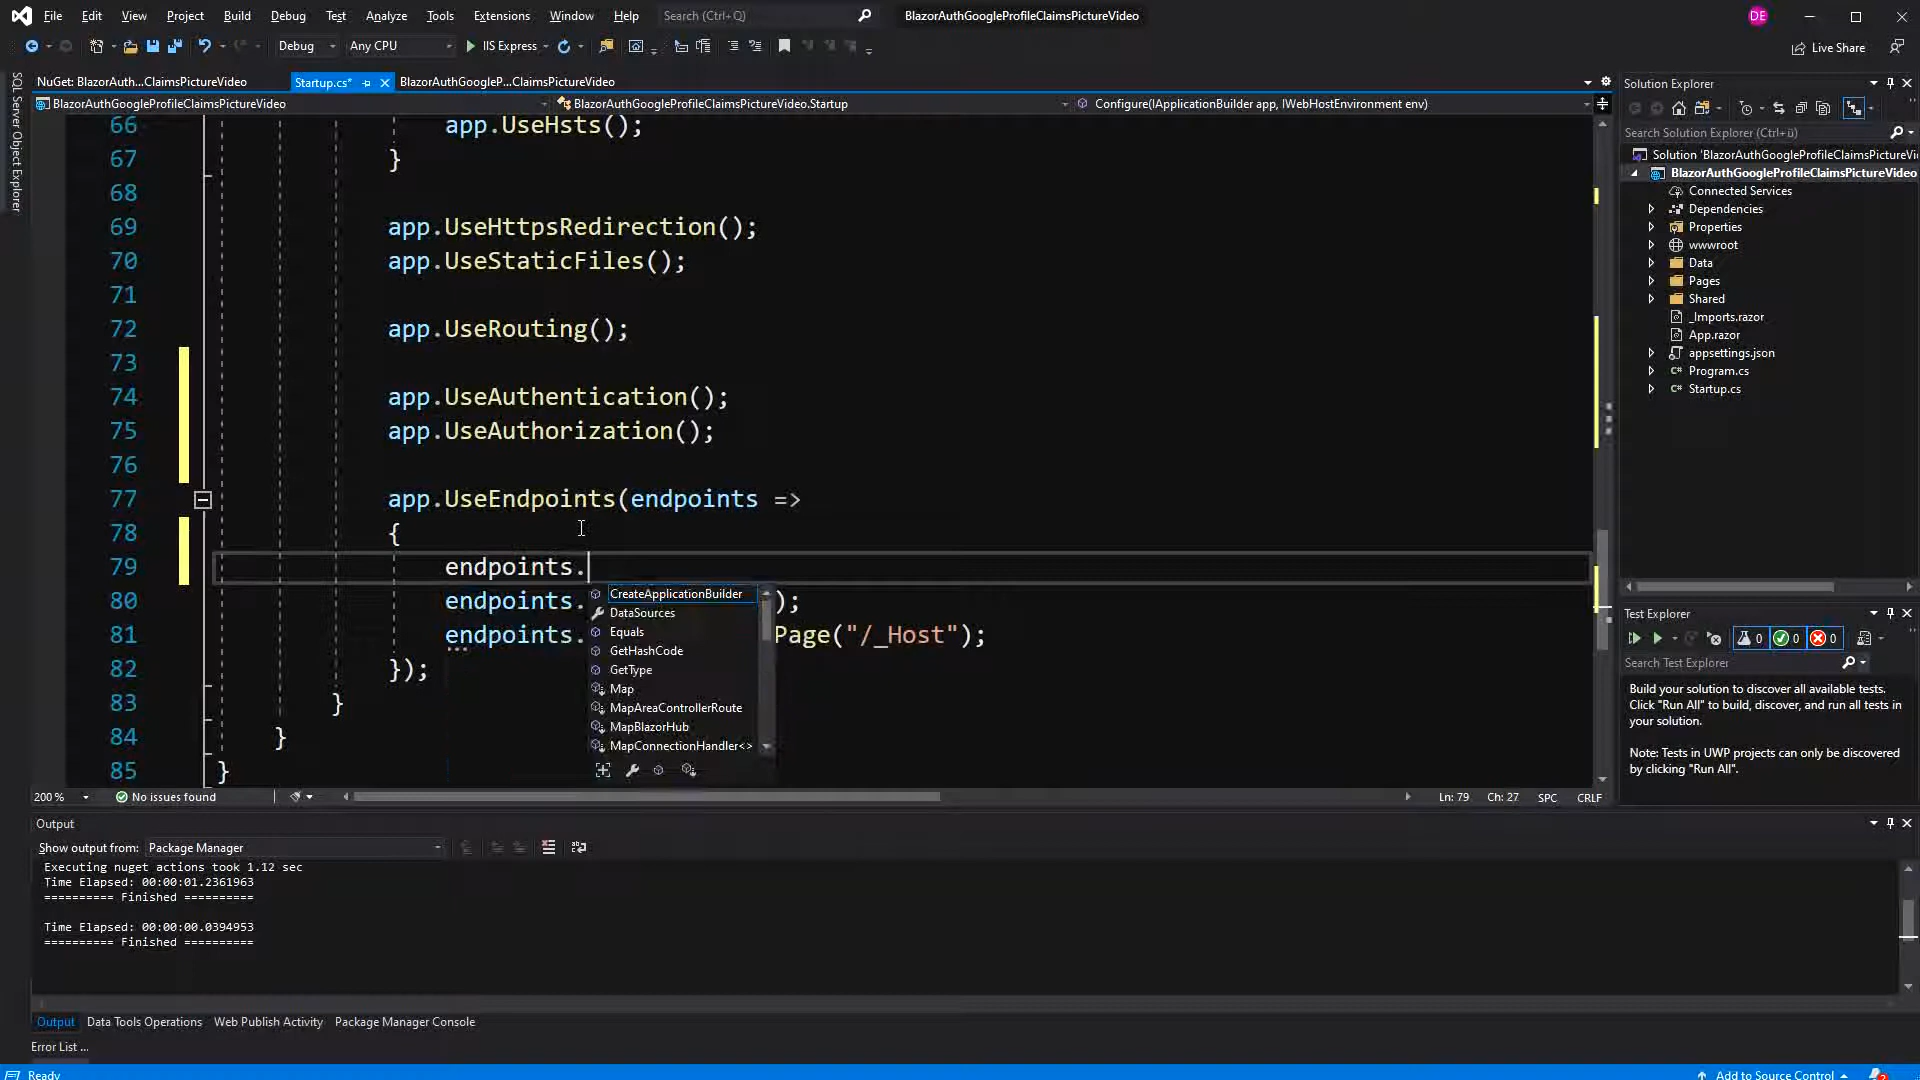 File Edit View Project Build Debug Test Analyze Tools Extensions Window Help Search (Ctrl+Q) BlazorAuthGoogleProfileClaimsPictureVideo DE
Debug Any CPU IIS Express Live Share
NuGet: BlazorAuth...ClaimsPictureVideo Startup.cs* BlazorAuthGoogleP...ClaimsPictureVideo
BlazorAuthGoogleProfileClaimsPictureVideo BlazorAuthGoogleProfileClaimsPictureVideo.Startup Configure(IApplicationBuilder app, IWebHostEnvironment env)
SQL Server Object Explorer
66 app.UseHsts();
67 }
68
69 app.UseHttpsRedirection();
70 app.UseStaticFiles();
71
72 app.UseRouting();
73
74 app.UseAuthentication();
75 app.UseAuthorization();
76
77 app.UseEndpoints(endpoints =>
78 {
79 endpoints.
80 endpoints. );
81 endpoints. Page("/_Host");
82 });
83 }
84 }
85 }
CreateApplicationBuilder
DataSources
Equals
GetHashCode
GetType
Map
MapAreaControllerRoute
MapBlazorHub
MapConnectionHandler<>
200 % No issues found Ln: 79 Ch: 27 SPC CRLF
Solution Explorer
Search Solution Explorer (Ctrl+ü)
Solution 'BlazorAuthGoogleProfileClaimsPictureVi
BlazorAuthGoogleProfileClaimsPictureVideo
Connected Services
Dependencies
Properties
wwwroot
Data
Pages
Shared
_Imports.razor
App.razor
appsettings.json
Program.cs
Startup.cs
Test Explorer
0 0 0
Search Test Explorer
Build your solution to discover all available tests.
Click "Run All" to build, discover, and run all tests in
your solution.
Note: Tests in UWP projects can only be discovered
by clicking "Run All".
Output
Show output from: Package Manager
Executing nuget actions took 1.12 sec
Time Elapsed: 00:00:01.2361963
========== Finished ==========
Time Elapsed: 00:00:00.0394953
========== Finished ==========
Output Data Tools Operations Web Publish Activity Package Manager Console
Error List ...
Ready Add to Source Control